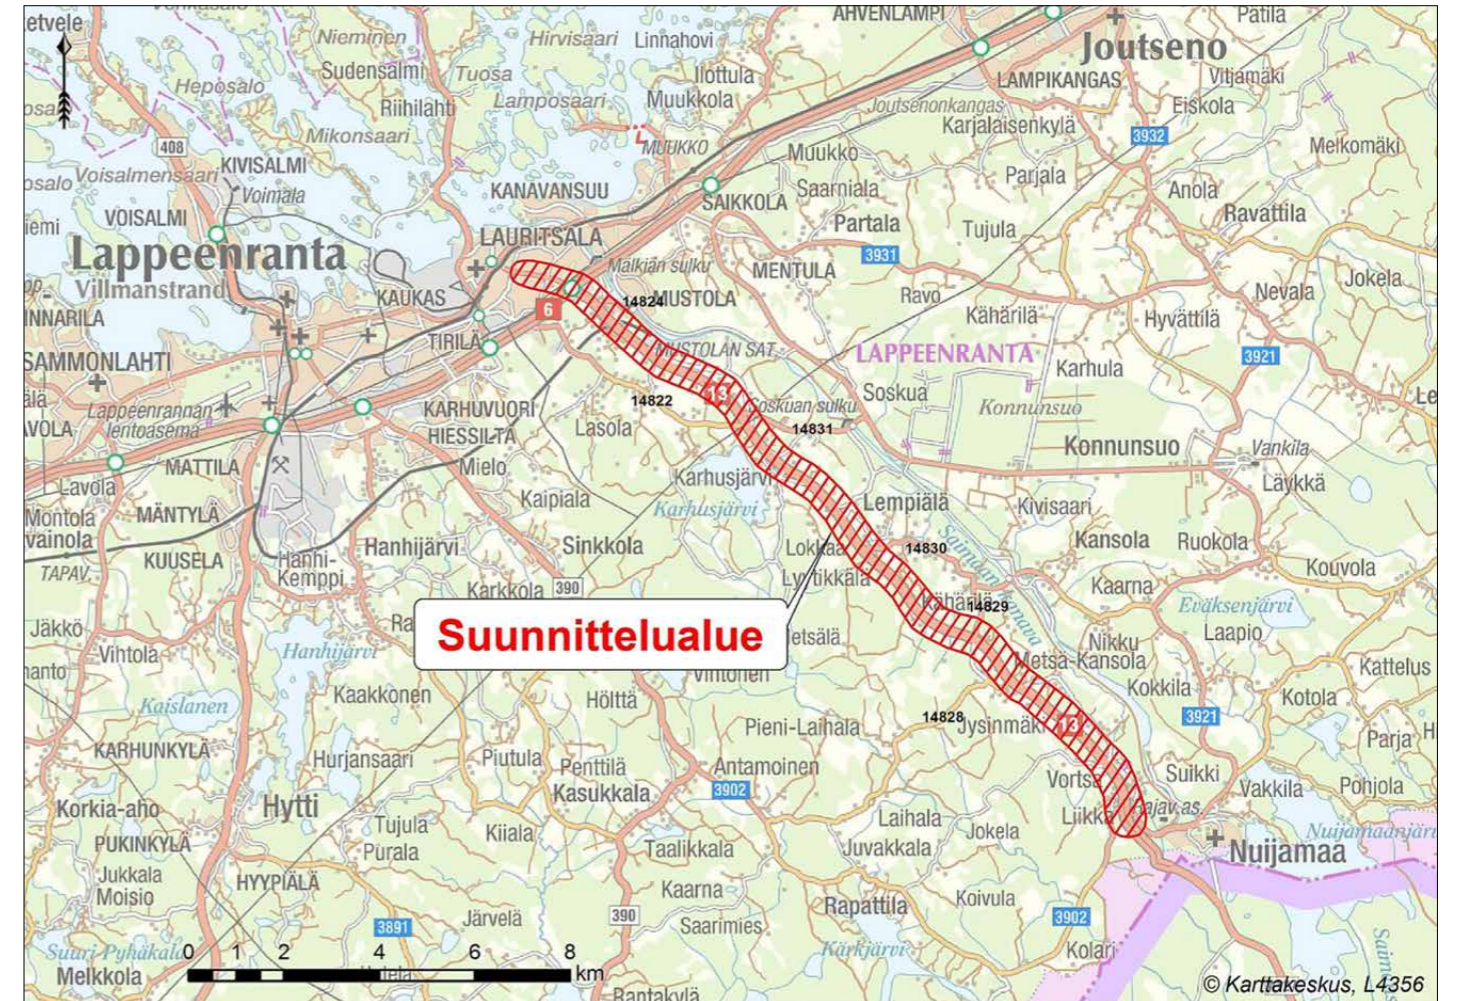 AHVENLAMPI
Patila
Nieminen
Hirvisaari
Linnahovi
Joutseno
Sudensalmi
Tuosa
Ilottula
LAMPIKANGAS
Vitjamäki
Heposalo
Riihilahti
Lamposaari
Muukkola
Joutsenonkangas
Eiskola
Mikonsaari
Karjalaisenkylä
3932
408
KIVISALMI
MUUKKO
Muukko
Melkomäki
Voisalmensaari
Voimala
KANAVANSUU
Saarniala
Parjala
Anola
VOISALMI
SAIKKOLA
Partala
Tujula
Ravattila
LAURITSALA
Lappeenranta
Malkian sulku
MENTULA
3931
Jokela
Villmanstrand
KAUKAS
14824
MUSTOLA
Ravo
Nevala
6
Kähärilä
Hyvättilä
TIRILÄ
MUSTOLAN SAT.
LAPPEENRANTA
3921
SAMMONLAHTI
Karhula
13
Soskua
Lappeenrannan
lentoasema
KARHUVUORI
14822
Soskuan sulku
Konnunsuo
HIESSILTA
Lasola
14831
Konnunsuo
Vankila
MATTILA
Mielo
Karhusjärvi
Läykkä
Lavola
Kaipiala
Karhusjärvi
Lempiälä
Kivisaari
Montola
MÄNTYLÄ
Saimaan kanava
Kansola
Ruokola
KUUSELA
Hanhijärvi
Sinkkola
14830
Kouvola
TAPAV.
Hanhi-
Kemppi
Karkkola
390
Kaarna
Kähärilä
14829
Eväksenjärvi
Jäkkö
Suunnittelualue
Nikku
Laapio
Vihtola
Hanhijärvi
Metsä-Kansola
Kattelus
Kaakkonen
Hölttä
Kokkila
Kotola
Kaislanen
14828
Jysinmäki
3921
Pieni-Laihala
13
Parja
KARHUNKYLÄ
Hurjansaari
Piutula
Penttilä
Antamoinen
Suikki
Kasukkala
3902
Vakkila
Pohjola
Korkia-aho
Hytti
Laihala
Tujula
Kiiala
Jokela
Rajav.as.
PUKINKYLÄ
Purala
Taalikkala
Juvakkala
Nuijamaa
Jukkala
HYYPIÄLÄ
Kaarna
Koivula
Moisio
Rapattila
3891
Järvelä
390
Saarimies
3902
Suuri-Pyhäkala
Kärkjärvi
Kolari
0 1 2 4 6 8
km
Melkkola
© Karttakeskus, L4356